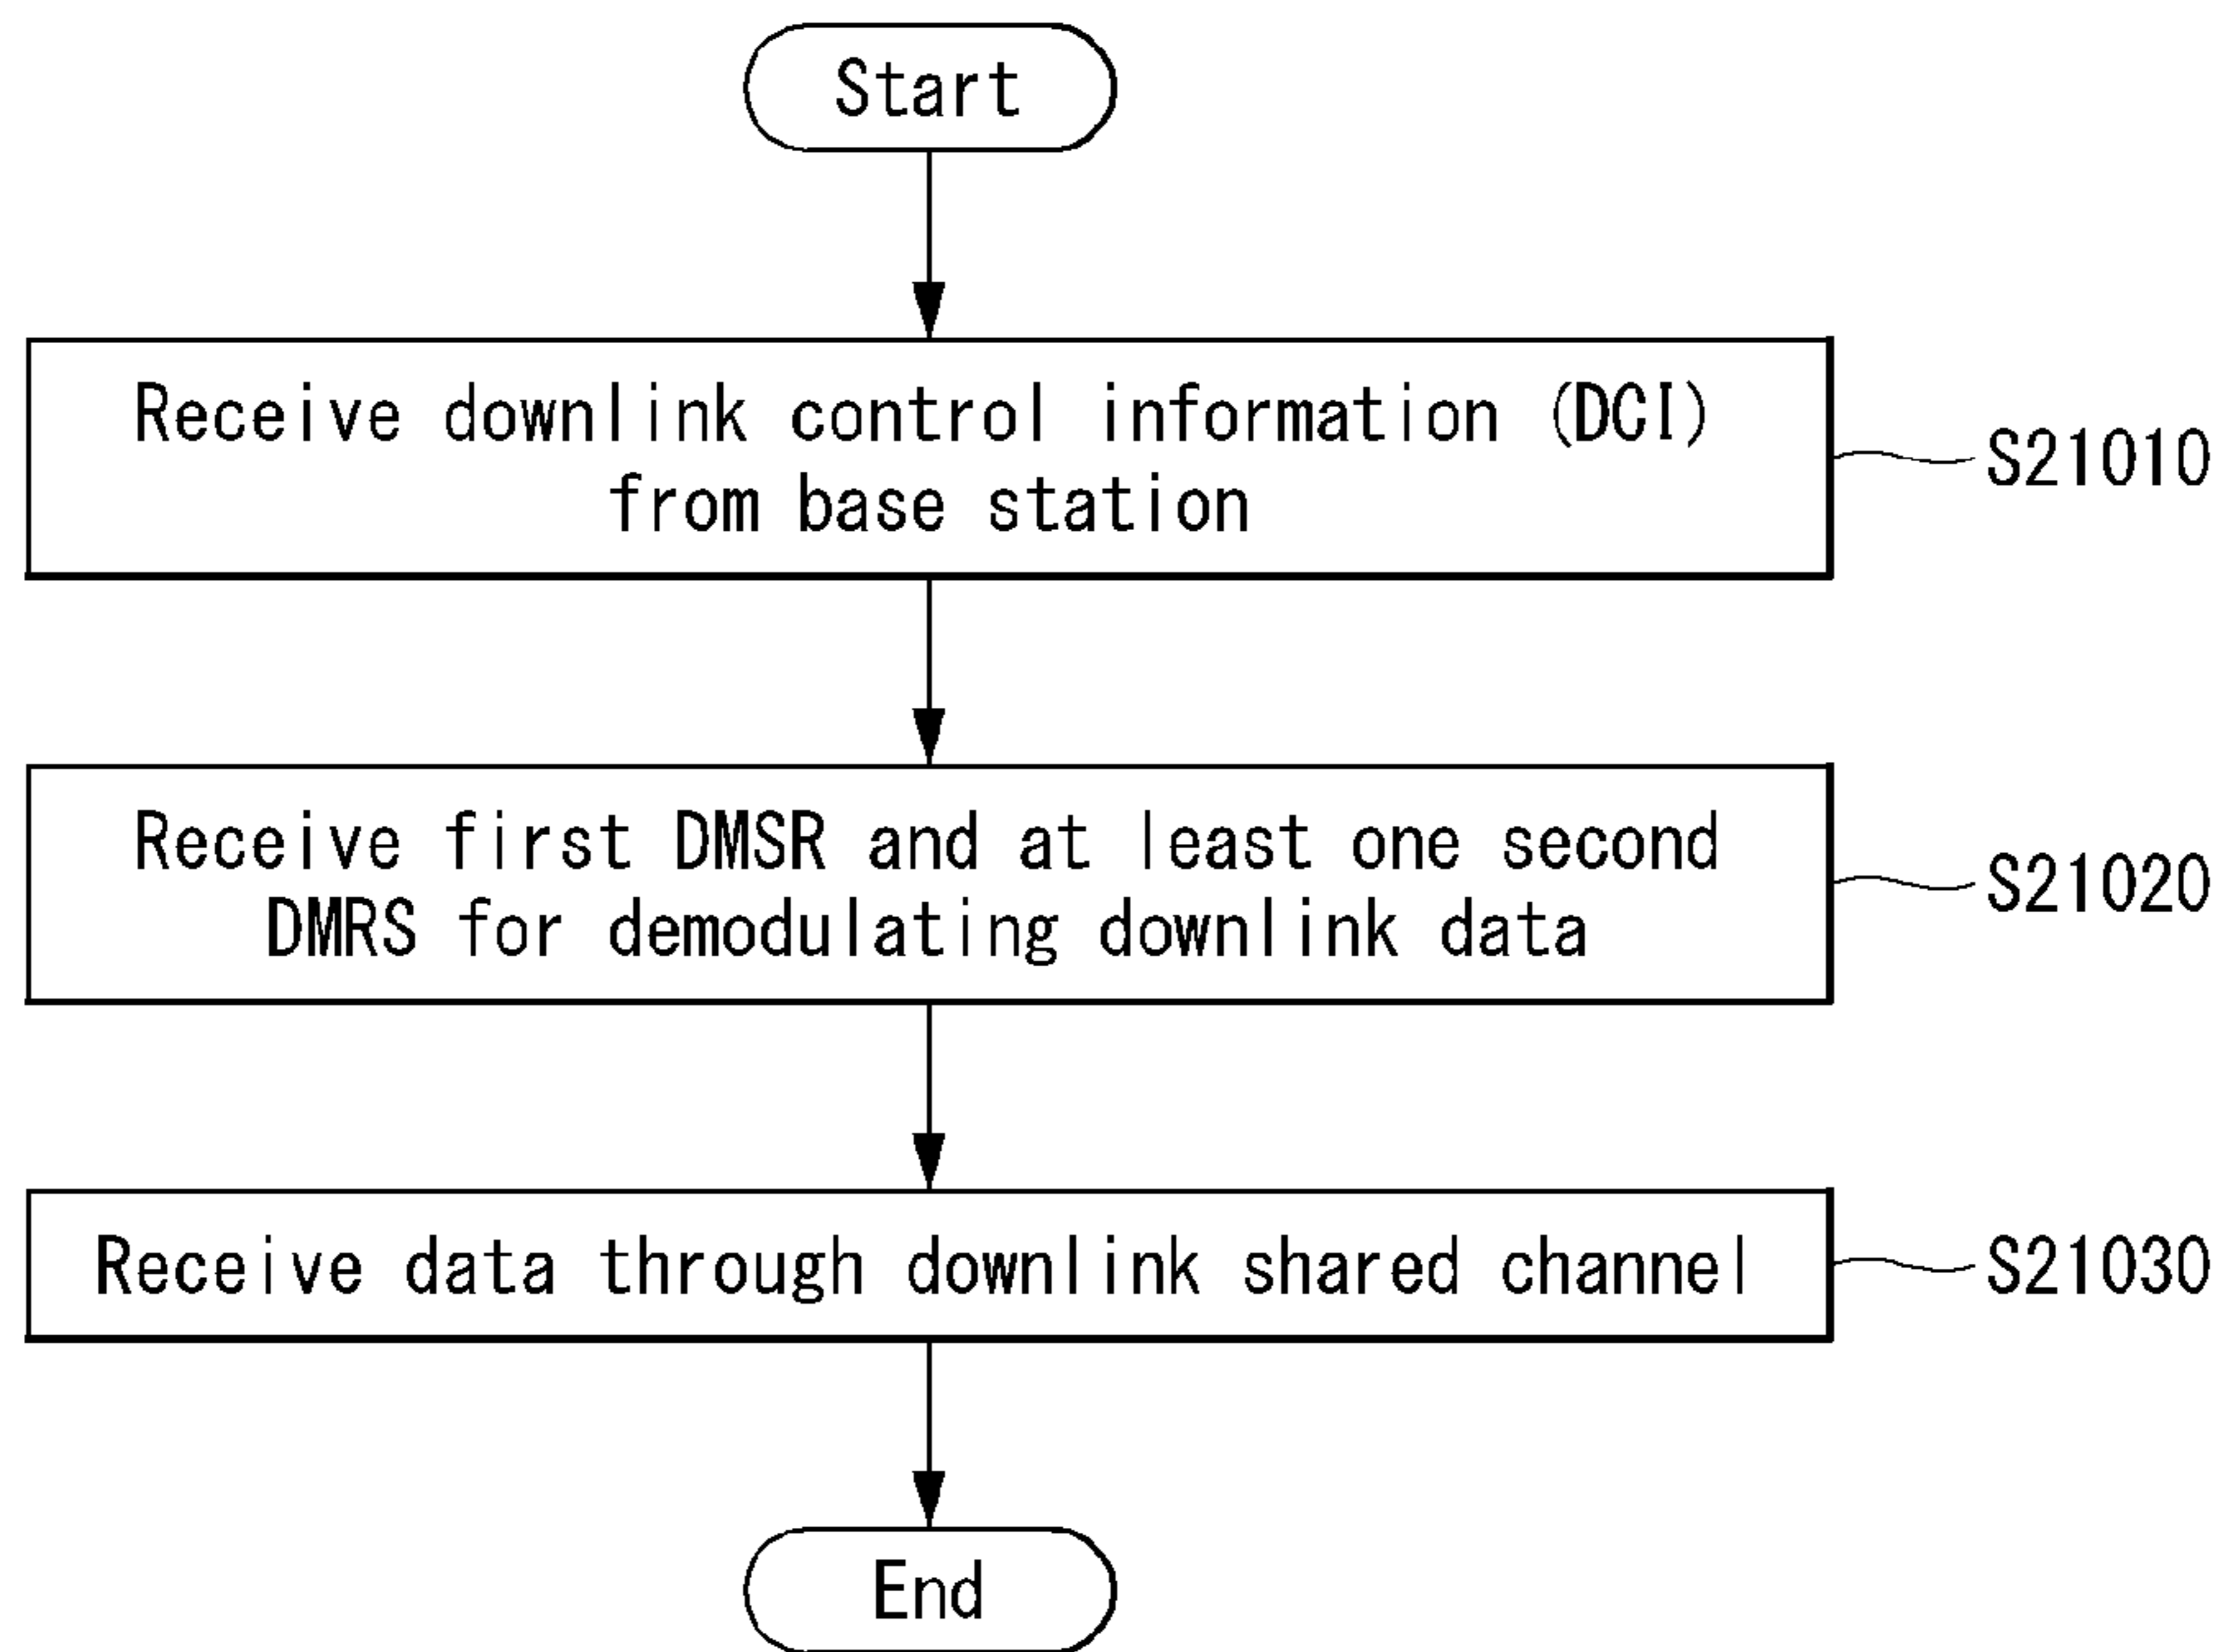 Start
Receive downlink control information (DCI)
from base station
S21010
Receive first DMSR and at least one second
DMRS for demodulating downlink data
S21020
Receive data through downlink shared channel
S21030
End